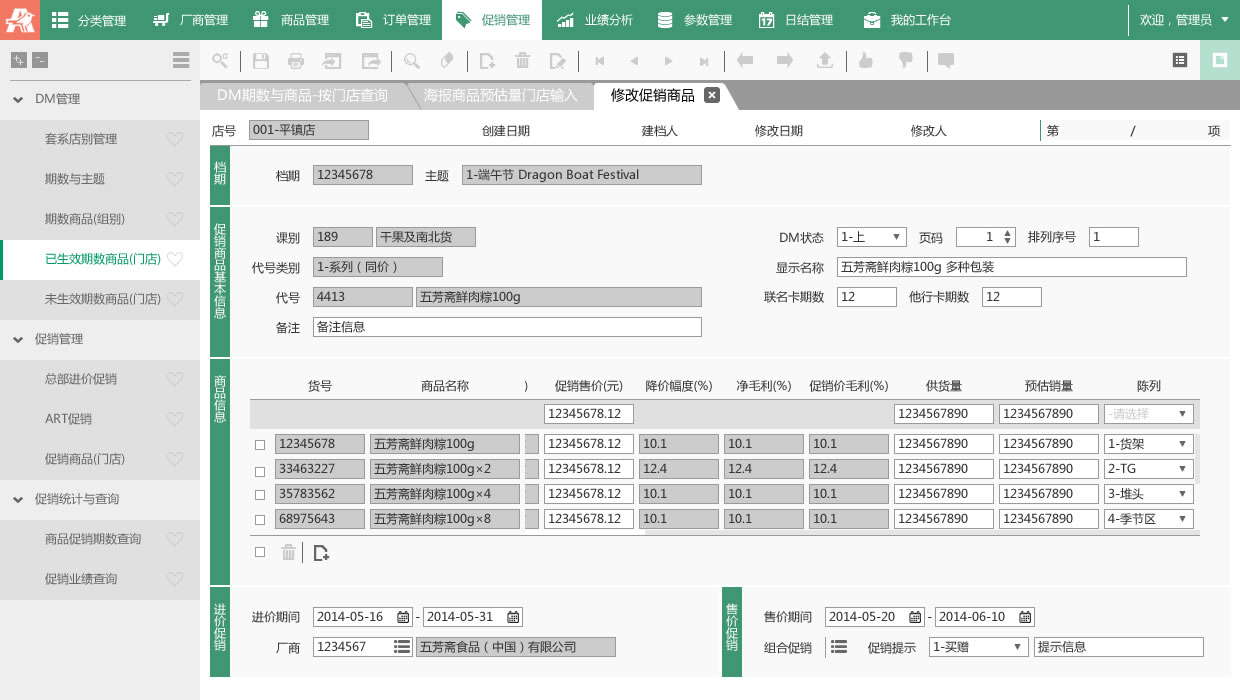 分类管理 厂商管理 商品管理 订单管理 促销管理 业绩分析 参数管理 日结管理 我的工作台 欢迎，管理员
DM期数与商品-按门店查询 海报商品预估量门店输入 修改促销商品
DM管理
套系店别管理
期数与主题
期数商品(组别)
已生效期数商品(门店)
未生效期数商品(门店)
促销管理
总部进价促销
ART促销
促销商品(门店)
促销统计与查询
商品促销期数查询
促销业绩查询
店号 001-平镇店 创建日期 建档人 修改日期 修改人 第 / 项
档期
档期 12345678 主题 1-端午节 Dragon Boat Festival
促销商品基本信息
课别 189 干果及南北货 DM状态 1-上 页码 1 排列序号 1
代号类别 1-系列（同价） 显示名称 五芳斋鲜肉粽100g 多种包装
代号 4413 五芳斋鲜肉粽100g 联名卡期数 12 他行卡期数 12
备注 备注信息
商品信息
货号 商品名称 ) 促销售价(元) 降价幅度(%) 净毛利(%) 促销价毛利(%) 供货量 预估销量 陈列
12345678.12 1234567890 1234567890 -请选择
12345678 五芳斋鲜肉粽100g 12345678.12 10.1 10.1 10.1 1234567890 1234567890 1-货架
33463227 五芳斋鲜肉粽100g×2 12345678.12 12.4 12.4 12.4 1234567890 1234567890 2-TG
35783562 五芳斋鲜肉粽100g×4 12345678.12 10.1 10.1 10.1 1234567890 1234567890 3-堆头
68975643 五芳斋鲜肉粽100g×8 12345678.12 10.1 10.1 10.1 1234567890 1234567890 4-季节区
进价促销
进价期间 2014-05-16 - 2014-05-31
厂商 1234567 五芳斋食品（中国）有限公司
售价促销
售价期间 2014-05-20 - 2014-06-10
组合促销 促销提示 1-买赠 提示信息